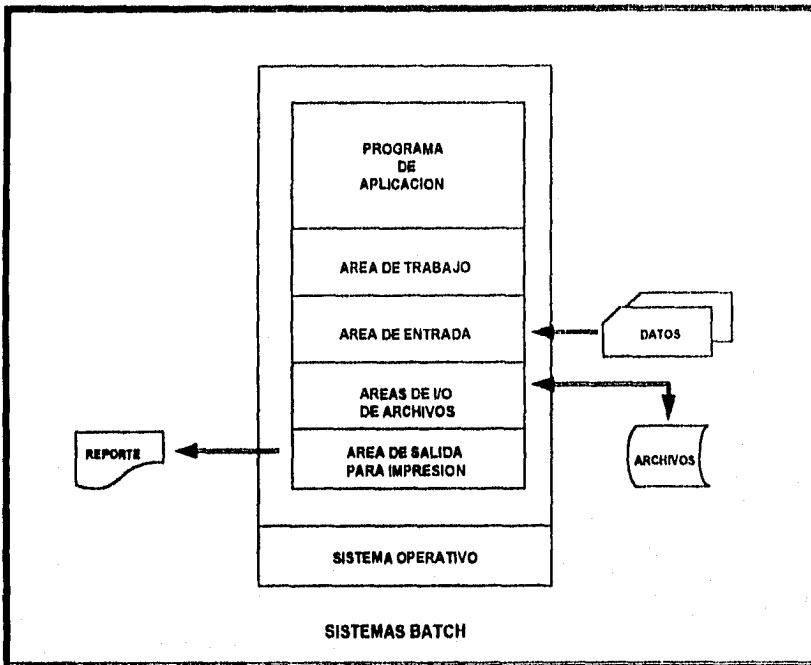 PROGRAMA
DE
APLICACION
AREA DE TRABAJO
AREA DE ENTRADA
DATOS
AREAS DE I/O
DE ARCHIVOS
REPORTE
AREA DE SALIDA
PARA IMPRESION
ARCHIVOS
SISTEMA OPERATIVO
SISTEMAS BATCH